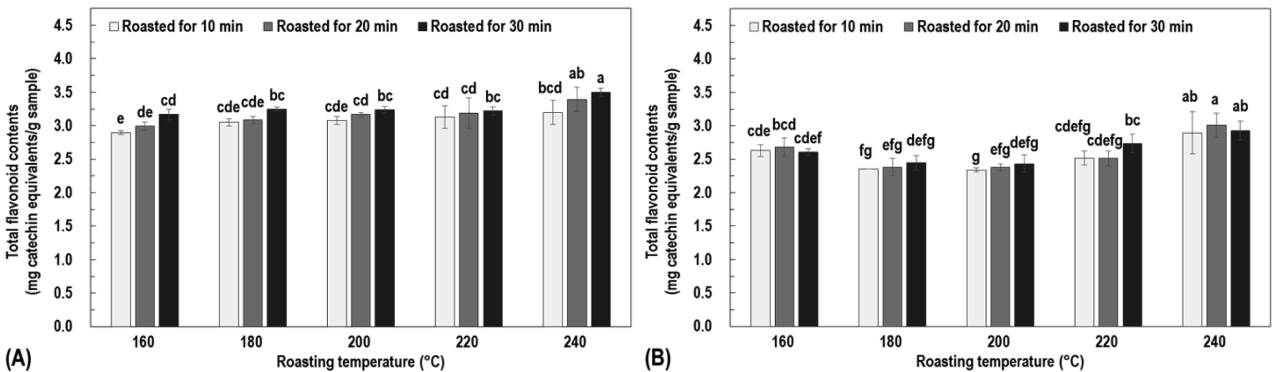 Total flavonoid contents
(mg catechin equivalents/g sample)
4.5
4.0
3.5
3.0
2.5
2.0
1.5
1.0
0.5
0.0
Roasted for 10 min Roasted for 20 min Roasted for 30 min
e de cd
cde cde bc
cde cd bc
cd cd bc
bcd ab a
160 180 200 220 240
Roasting temperature (°C)
(A)
Total flavonoid contents
(mg catechin equivalents/g sample)
4.5
4.0
3.5
3.0
2.5
2.0
1.5
1.0
0.5
0.0
Roasted for 10 min Roasted for 20 min Roasted for 30 min
cde bcd cdef
fg efg defg
g efg defg
cdefg cdefg bc
ab a ab
160 180 200 220 240
Roasting temperature (°C)
(B)